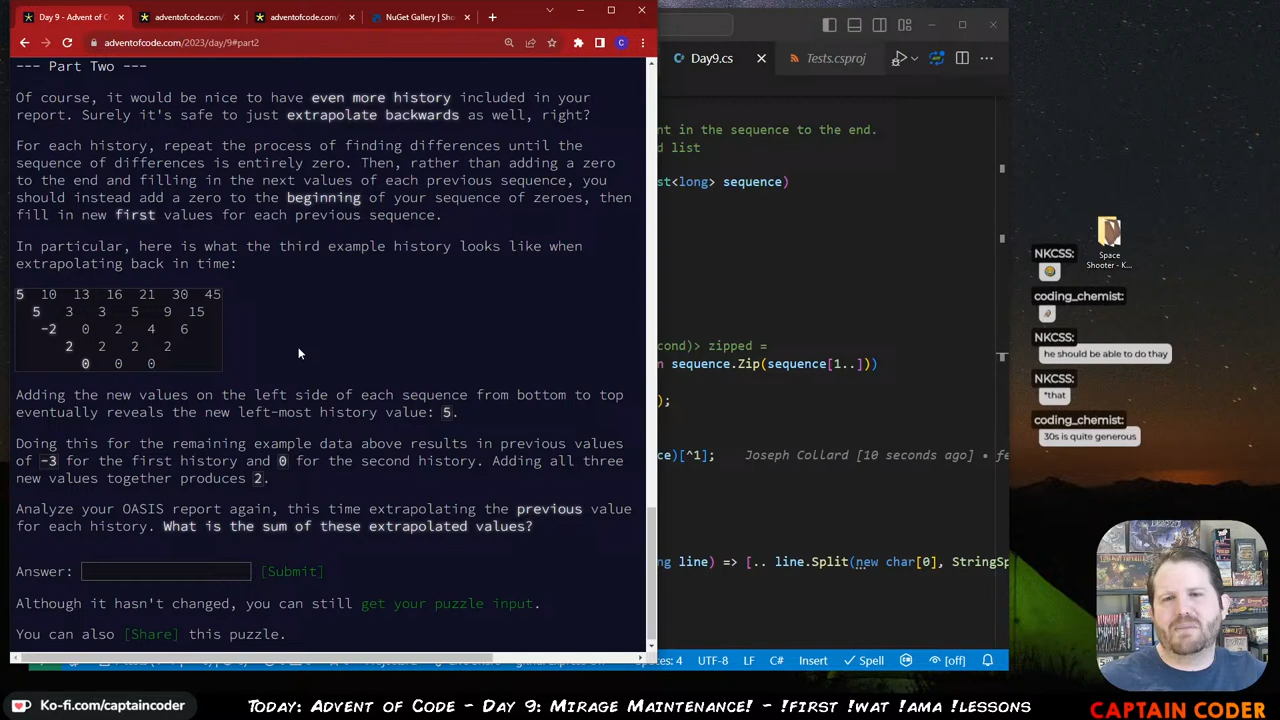 Day 9 - Advent of C
adventofcode.com/
adventofcode.com/
NuGet Gallery | Sho
adventofcode.com/2023/day/9#part2
C
Day9.cs
Tests.csproj
--- Part Two ---
Of course, it would be nice to have even more history included in your
report. Surely it's safe to just extrapolate backwards as well, right?
For each history, repeat the process of finding differences until the
sequence of differences is entirely zero. Then, rather than adding a zero
to the end and filling in the next values of each previous sequence, you
should instead add a zero to the beginning of your sequence of zeroes, then
fill in new first values for each previous sequence.
In particular, here is what the third example history looks like when
extrapolating back in time:
5 10 13 16 21 30 45
5 3 3 5 9 15
-2 0 2 4 6
2 2 2 2
0 0 0
Adding the new values on the left side of each sequence from bottom to top
eventually reveals the new left-most history value: 5.
Doing this for the remaining example data above results in previous values
of -3 for the first history and 0 for the second history. Adding all three
new values together produces 2.
Analyze your OASIS report again, this time extrapolating the previous value
for each history. What is the sum of these extrapolated values?
Answer: [Submit]
Although it hasn't changed, you can still get your puzzle input.
You can also [Share] this puzzle.
nt in the sequence to the end.
d list
st<long> sequence)
cond)> zipped =
n sequence.Zip(sequence[1..]))
);
ce)[^1]; Joseph Collard [10 seconds ago] • fe
ng line) => [.. line.Split(new char[0], StringSp
Spaces: 4 UTF-8 LF C# Insert Spell [off]
Space
Shooter - K...
NKCSS:
coding_chemist:
NKCSS:
he should be able to do thay
NKCSS:
*that
coding_chemist:
30s is quite generous
Ko-fi.com/captaincoder
Today: Advent of Code - Day 9: Mirage Maintenance! - !first !wat !ama !lessons
CAPTAIN CODER